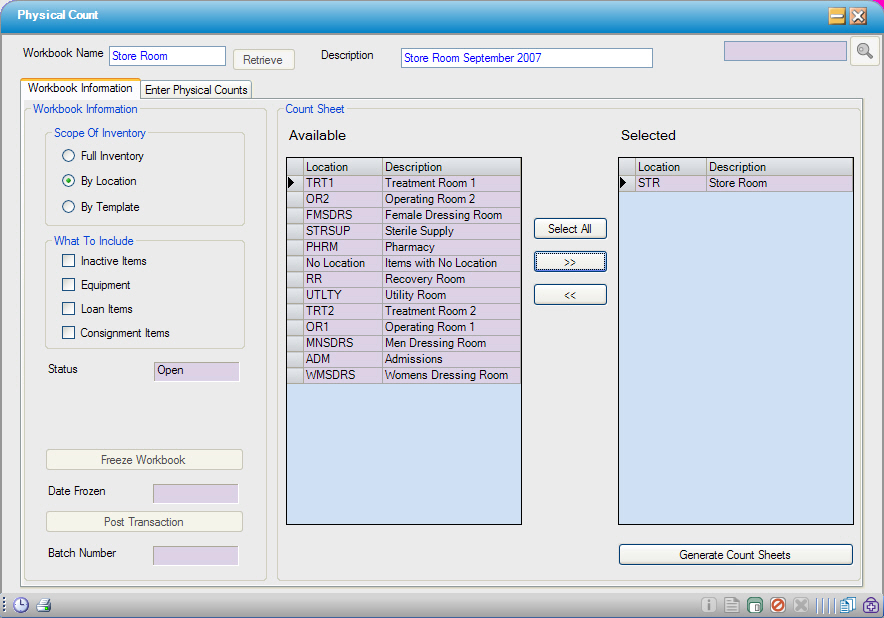 Physical Count
Workbook Name Store Room Retrieve Description Store Room September 2007
Workbook Information Enter Physical Counts
Workbook Information
Scope Of Inventory
Full Inventory
By Location
By Template
What To Include
Inactive Items
Equipment
Loan Items
Consignment Items
Status Open
Freeze Workbook
Date Frozen
Post Transaction
Batch Number
Count Sheet
Available
Location Description
TRT1 Treatment Room 1
OR2 Operating Room 2
FMSDRS Female Dressing Room
STRSUP Sterile Supply
PHRM Pharmacy
No Location Items with No Location
RR Recovery Room
UTLTY Utility Room
TRT2 Treatment Room 2
OR1 Operating Room 1
MNSDRS Men Dressing Room
ADM Admissions
WMSDRS Womens Dressing Room
Select All
>>
<<
Selected
Location Description
STR Store Room
Generate Count Sheets